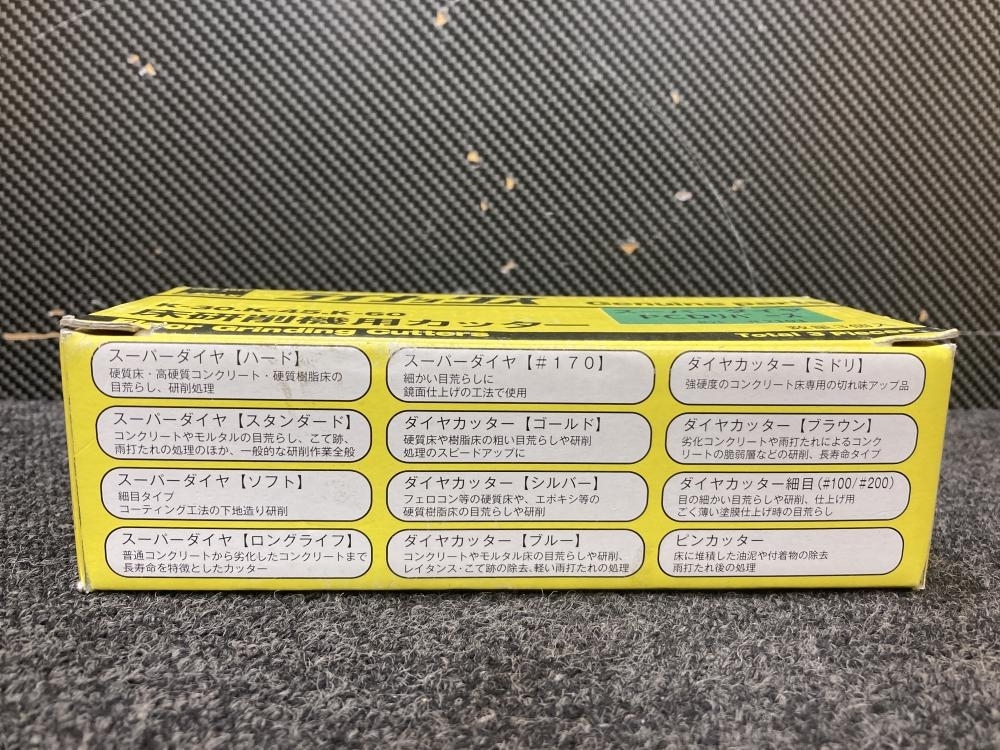 ライナックス
Genuine Parts
K-30・K-45・K-60
床研削機用カッター
For Grinding Cutters
スーパーダイヤ【ハード】
硬質床・高硬質コンクリート・硬質樹脂床の
目荒らし、研削処理
スーパーダイヤ【スタンダード】
コンクリートやモルタルの目荒らし、こて跡、
雨打たれの処理のほか、一般的な研削作業全般
スーパーダイヤ【ソフト】
細目タイプ
コーティング工法の下地造り研削
スーパーダイヤ【ロングライフ】
普通コンクリートから劣化したコンクリートまで
長寿命を特徴としたカッター
スーパーダイヤ【#170】
細かい目荒らしに
鏡面仕上げの工法で使用
ダイヤカッター【ゴールド】
硬質床や樹脂床の粗い目荒らしや研削
処理のスピードアップに
ダイヤカッター【シルバー】
フェロコン等の硬質床や、エポキシ等の
硬質樹脂床の目荒らしや研削
ダイヤカッター【ブルー】
コンクリートやモルタル床の目荒らしや研削、
レイタンス・こて跡の除去、軽い雨打たれの処理
ダイヤカッター【ミドリ】
強硬度のコンクリート床専用の切れ味アップ品
ダイヤカッター【ブラウン】
劣化コンクリートや雨打たれによるコンク
リートの脆弱層などの研削、長寿命タイプ
ダイヤカッター細目(#100/#200)
目の細かい目荒らしや研削、仕上げ用
ごく薄い塗膜仕上げ時の目荒らし
ピンカッター
床に堆積した油泥や付着物の除去
雨打たれ後の処理